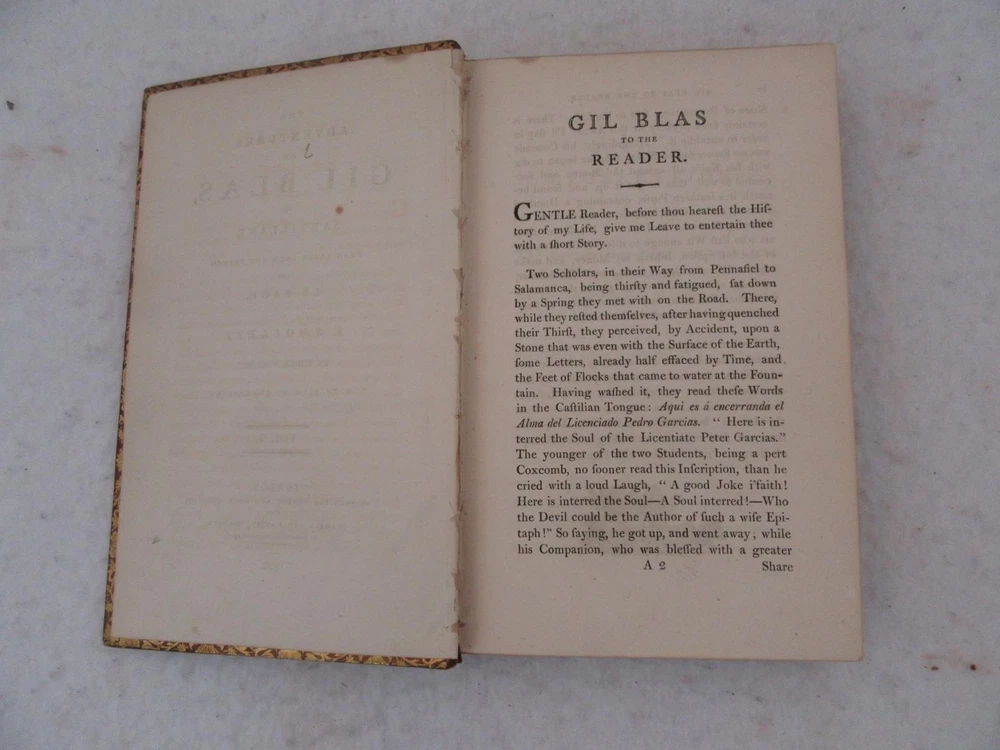 GIL BLAS
TO THE
READER.
GENTLE Reader, before thou heareſt the Hiſ-
tory of my Life, give me Leave to entertain thee
with a ſhort Story.
Two Scholars, in their Way from Pennafiel to
Salamanca, being thirſty and fatigued, ſat down
by a Spring they met with on the Road. There,
while they reſted themſelves, after having quenched
their Thirſt, they perceived, by Accident, upon a
Stone that was even with the Surface of the Earth,
ſome Letters, already half effaced by Time, and
the Feet of Flocks that came to water at the Foun-
tain. Having waſhed it, they read theſe Words
in the Caſtilian Tongue: Aqui es á encerranda el
Alma del Licenciado Pedro Garcias. “ Here is in-
terred the Soul of the Licentiate Peter Garcias.”
The younger of the two Students, being a pert
Coxcomb, no ſooner read this Inſcription, than he
cried with a loud Laugh, “ A good Joke i’faith!
Here is interred the Soul—A Soul interred!—Who
the Devil could be the Author of ſuch a wiſe Epi-
taph!” So ſaying, he got up, and went away, while
his Companion, who was bleſſed with a greater
A 2 Share